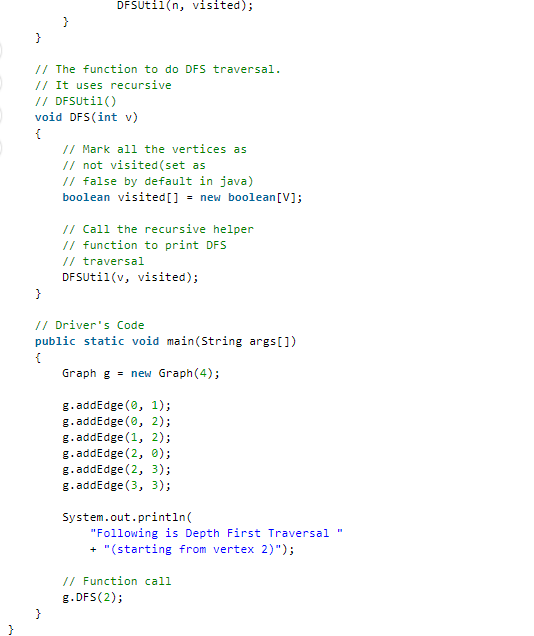 DFSUtil(n, visited);
}
}
// The function to do DFS traversal.
// It uses recursive
// DFSUtil()
void DFS(int v)
{
// Mark all the vertices as
// not visited(set as
// false by default in java)
boolean visited[] = new boolean[V];
// Call the recursive helper
// function to print DFS
// traversal
DFSUtil(v, visited);
}
// Driver's Code
public static void main(String args[])
{
Graph g = new Graph(4);
g.addEdge(0, 1);
g.addEdge(0, 2);
g.addEdge(1, 2);
g.addEdge(2, 0);
g.addEdge(2, 3);
g.addEdge(3, 3);
System.out.println(
"Following is Depth First Traversal "
+ "(starting from vertex 2)");
// Function call
g.DFS(2);
}
}